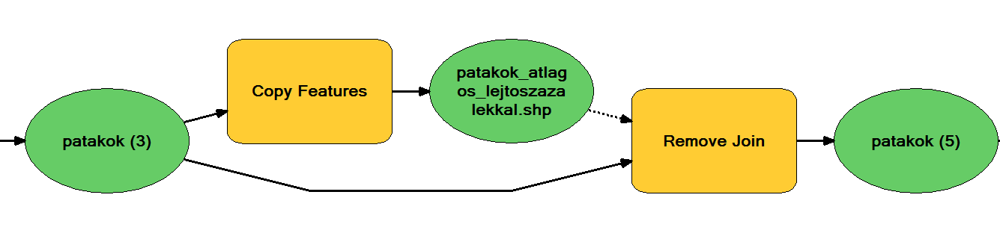 patakok (3)
Copy Features
patakok_atlag
os_lejtoszaza
lekkal.shp
Remove Join
patakok (5)